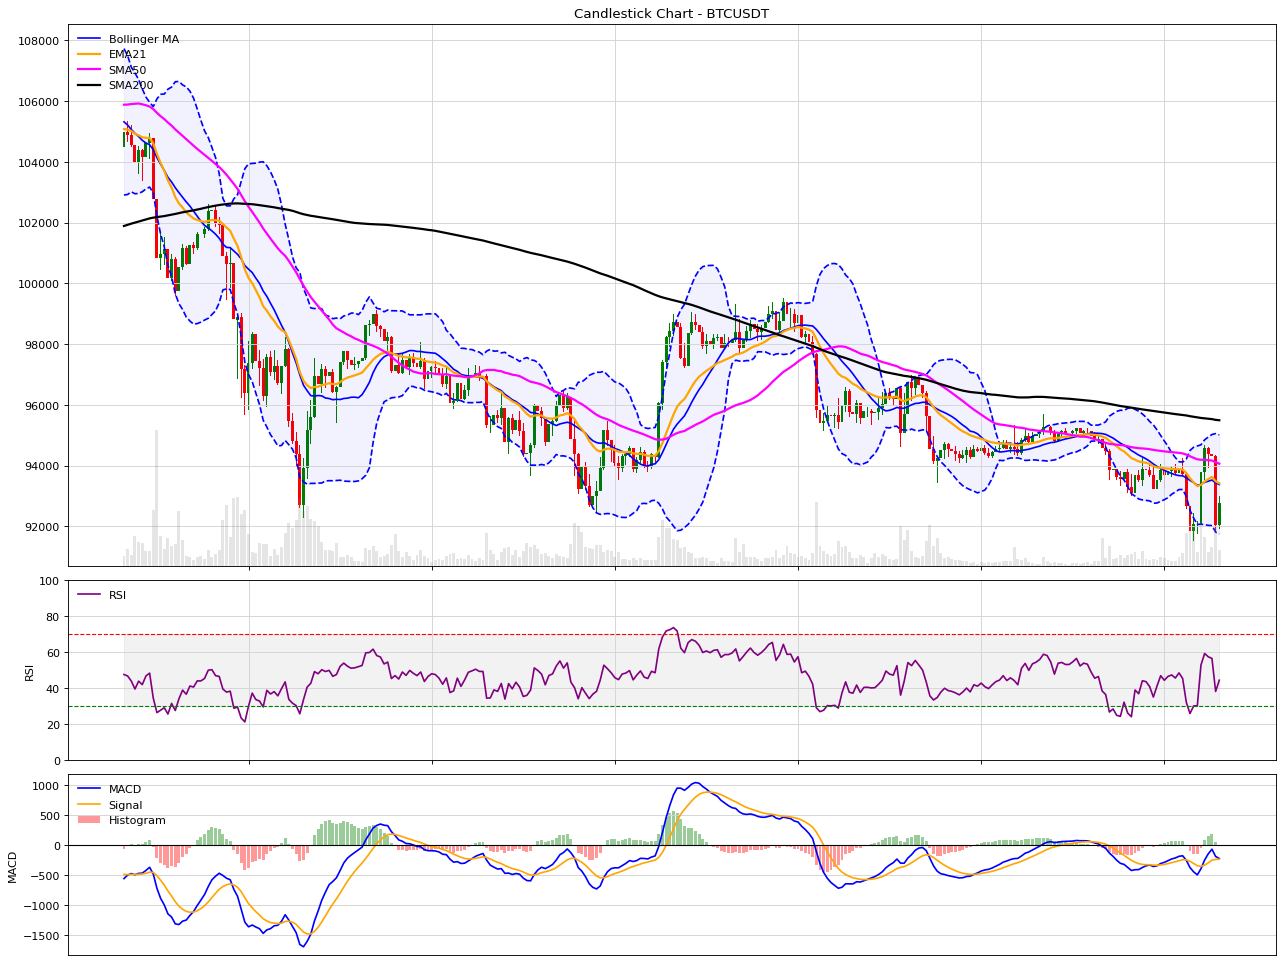 Candlestick Chart - BTCUSDT
108000
106000
104000
102000
100000
98000
96000
94000
92000
Bollinger MA
EMA21
SMA50
SMA200
100
80
60
40
20
0
RSI
RSI
1000
500
0
−500
−1000
−1500
MACD
MACD
Signal
Histogram